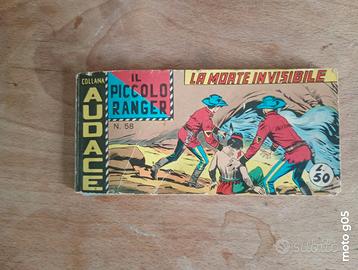 COLLANA
AUDACE
IL
PICCOLO
RANGER
N. 58
LA MORTE INVISIBILE
L. 50
SUBITO
moto g05